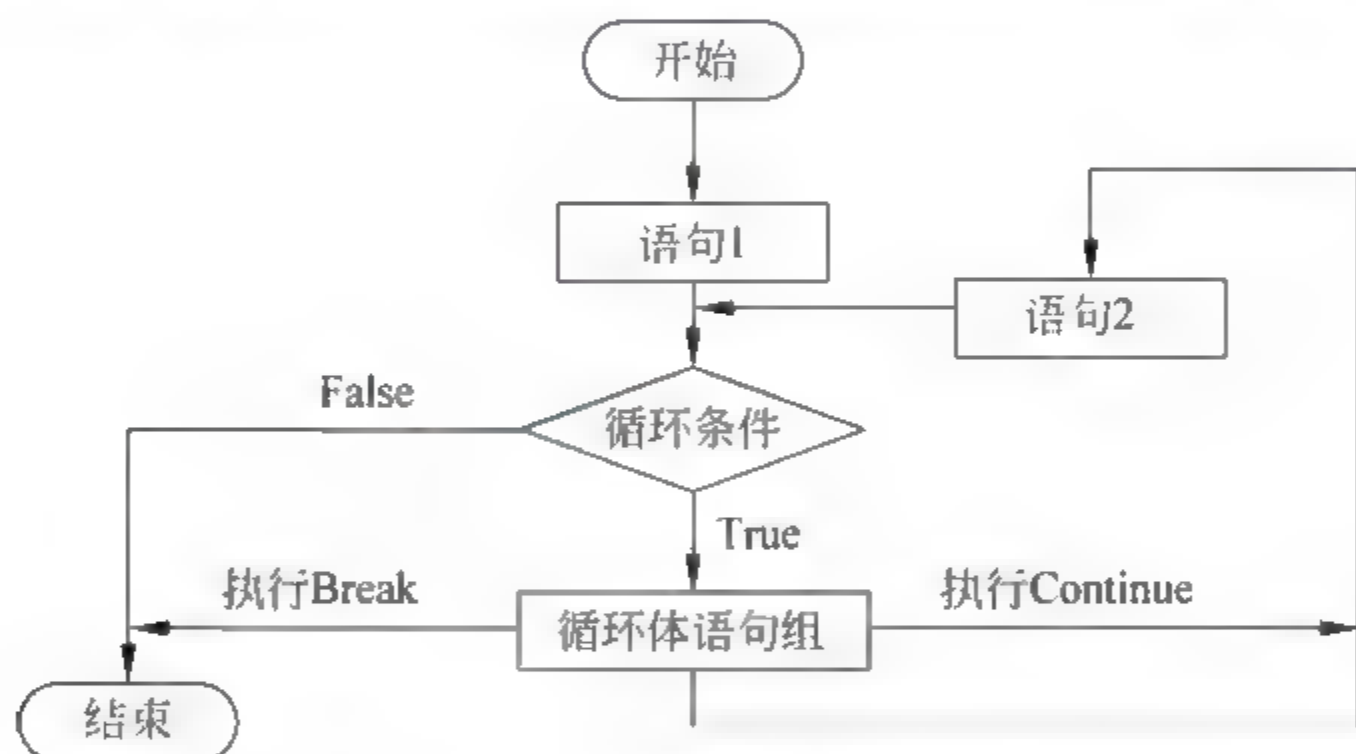 开始
语句1
语句2
False
循环条件
True
执行Break
执行Continue
循环体语句组
结束